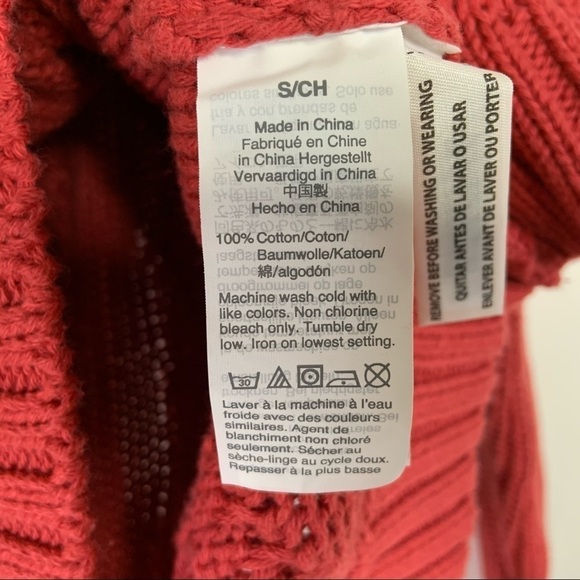 S/CH
Made in China
Fabriqué en Chine
in China Hergestellt
Vervaardigd in China
中国製
Hecho en China
100% Cotton/Coton/
Baumwolle/Katoen/
綿/algodón
Machine wash cold with
like colors. Non chlorine
bleach only. Tumble dry
low. Iron on lowest setting.
30
Laver à la machine à l'eau
froide avec des couleurs
similaires. Agent de
blanchiment non chloré
seulement. Sécher au
sèche-linge au cycle doux.
Repasser à la plus basse
REMOVE BEFORE WASHING OR WEARING
QUITAR ANTES DE LAVAR O USAR
ENLEVER AVANT DE LAVER OU PORTER